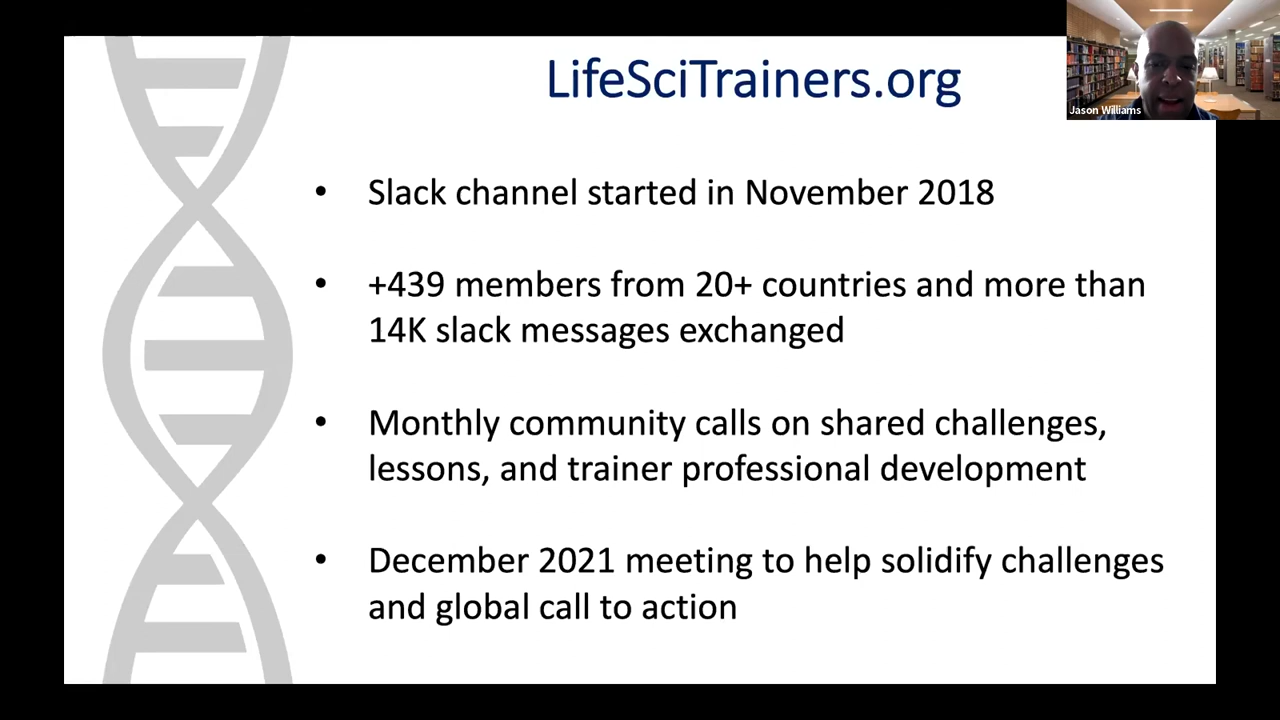 LifeSciTrainers.org
Jason Williams
• Slack channel started in November 2018
• +439 members from 20+ countries and more than
14K slack messages exchanged
• Monthly community calls on shared challenges,
lessons, and trainer professional development
• December 2021 meeting to help solidify challenges
and global call to action